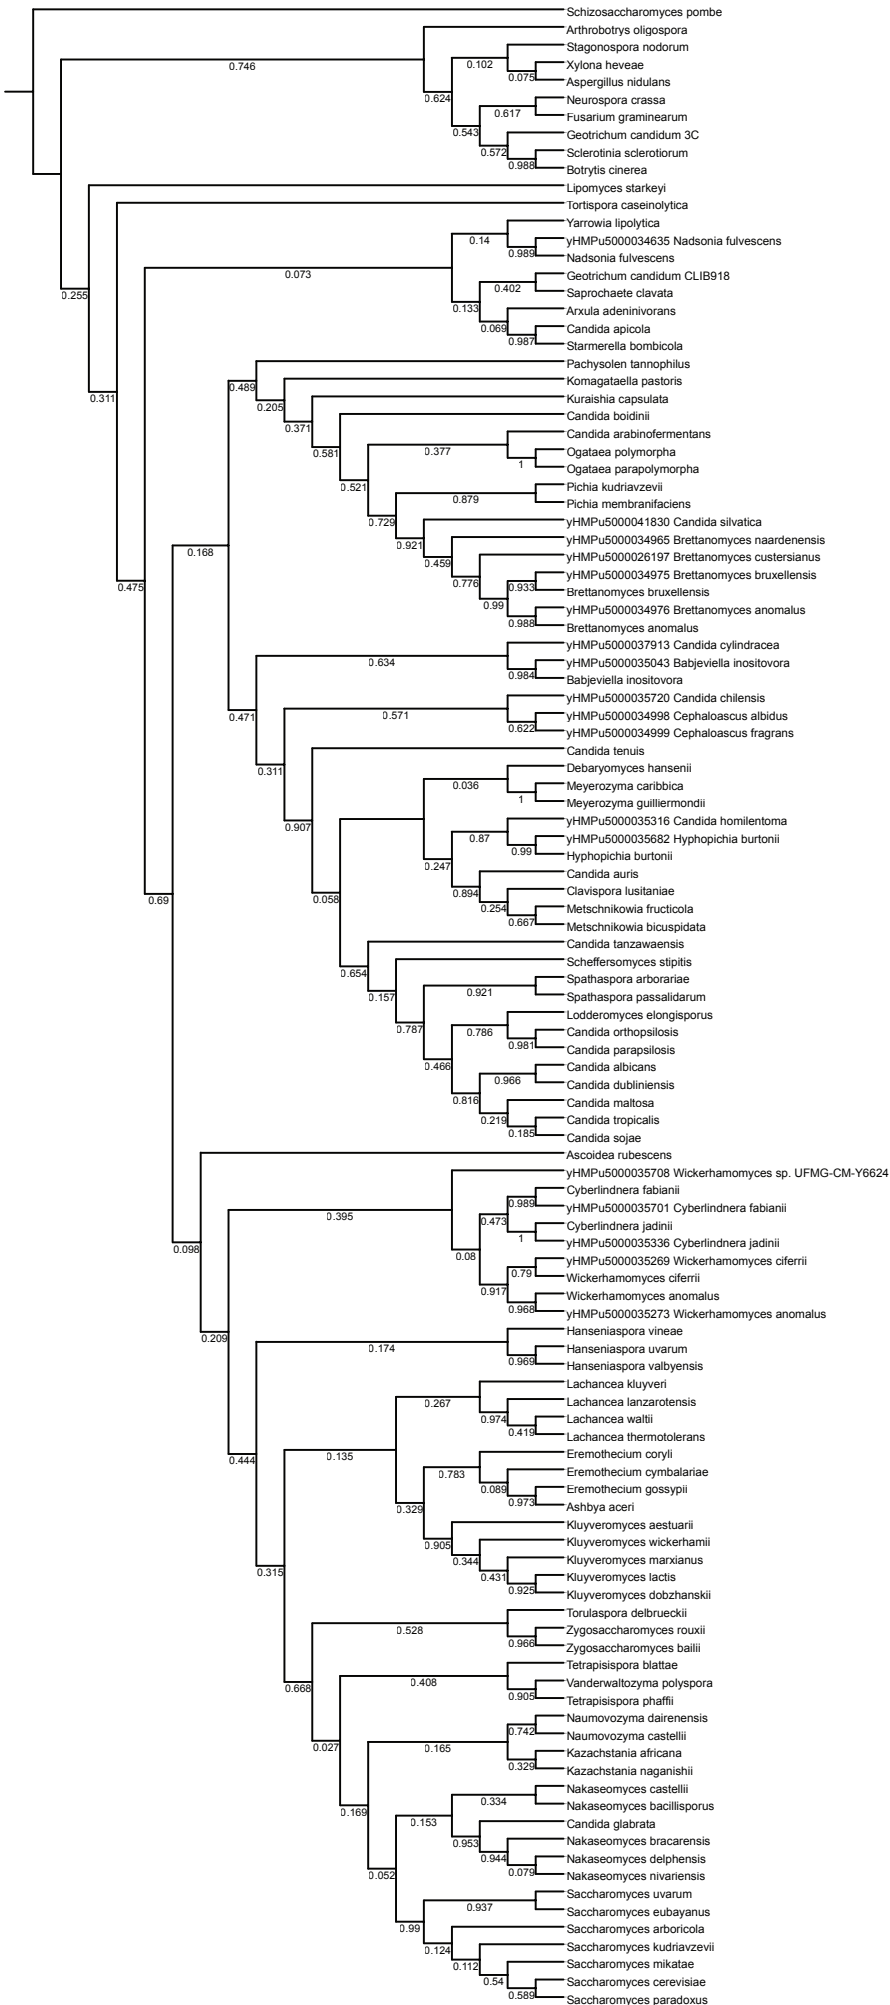 Schizosaccharomyces pombe
Arthrobotrys oligospora
Stagonospora nodorum
0.102
Xylona heveae
0.746
0.075
Aspergillus nidulans
0.624
Neurospora crassa
0.617
Fusarium graminearum
0.543
Geotrichum candidum 3C
0.572
Sclerotinia sclerotiorum
0.988
Botrytis cinerea
Lipomyces starkeyi
Tortispora caseinolytica
Yarrowia lipolytica
0.14
yHMPu5000034635 Nadsonia fulvescens
0.989
Nadsonia fulvescens
0.073
Geotrichum candidum CLIB918
0.402
0.255
Saprochaete clavata
0.133
Arxula adeninivorans
0.069
Candida apicola
0.987
Starmerella bombicola
Pachysolen tannophilus
0.489
Komagataella pastoris
0.311
0.205
Kuraishia capsulata
0.371
Candida boidinii
Candida arabinofermentans
0.581
0.377
Ogataea polymorpha
1
Ogataea parapolymorpha
0.521
Pichia kudriavzevii
0.879
Pichia membranifaciens
0.729
yHMPu5000041830 Candida silvatica
0.921
yHMPu5000034965 Brettanomyces naardenensis
0.168
0.459
yHMPu5000026197 Brettanomyces custersianus
0.776
yHMPu5000034975 Brettanomyces bruxellensis
0.475
0.933
Brettanomyces bruxellensis
0.99
yHMPu5000034976 Brettanomyces anomalus
0.988
Brettanomyces anomalus
yHMPu5000037913 Candida cylindracea
0.634
yHMPu5000035043 Babjeviella inositovora
0.984
Babjeviella inositovora
yHMPu5000035720 Candida chilensis
0.471
0.571
yHMPu5000034998 Cephaloascus albidus
0.622
yHMPu5000034999 Cephaloascus fragrans
Candida tenuis
0.311
Debaryomyces hansenii
0.036
Meyerozyma caribbica
1
Meyerozyma guilliermondii
yHMPu5000035316 Candida homilentoma
0.907
0.87
yHMPu5000035682 Hyphopichia burtonii
0.99
Hyphopichia burtonii
0.247
Candida auris
0.894
Clavispora lusitaniae
0.69
0.058
0.254
Metschnikowia fructicola
0.667
Metschnikowia bicuspidata
Candida tanzawaensis
Scheffersomyces stipitis
0.654
Spathaspora arborariae
0.921
0.157
Spathaspora passalidarum
Lodderomyces elongisporus
0.787
0.786
Candida orthopsilosis
0.981
Candida parapsilosis
0.466
Candida albicans
0.966
Candida dubliniensis
0.816
Candida maltosa
0.219
Candida tropicalis
0.185
Candida sojae
Ascoidea rubescens
yHMPu5000035708 Wickerhamomyces sp. UFMG-CM-Y6624
Cyberlindnera fabianii
0.989
yHMPu5000035701 Cyberlindnera fabianii
0.395
0.473
Cyberlindnera jadinii
1
yHMPu5000035336 Cyberlindnera jadinii
0.098
0.08
yHMPu5000035269 Wickerhamomyces ciferrii
0.79
Wickerhamomyces ciferrii
0.917
Wickerhamomyces anomalus
0.968
yHMPu5000035273 Wickerhamomyces anomalus
Hanseniaspora vineae
0.209
0.174
Hanseniaspora uvarum
0.969
Hanseniaspora valbyensis
Lachancea kluyveri
0.267
Lachancea lanzarotensis
0.974
Lachancea waltii
0.419
Lachancea thermotolerans
Eremothecium coryli
0.444
0.135
0.783
Eremothecium cymbalariae
0.089
Eremothecium gossypii
0.973
Ashbya aceri
0.329
Kluyveromyces aestuarii
0.905
Kluyveromyces wickerhamii
0.344
Kluyveromyces marxianus
0.315
0.431
Kluyveromyces lactis
0.925
Kluyveromyces dobzhanskii
Torulaspora delbrueckii
0.528
Zygosaccharomyces rouxii
0.966
Zygosaccharomyces bailii
Tetrapisispora blattae
0.668
0.408
Vanderwaltozyma polyspora
0.905
Tetrapisispora phaffii
Naumovozyma dairenensis
0.742
Naumovozyma castellii
0.027
0.165
Kazachstania africana
0.329
Kazachstania naganishii
Nakaseomyces castellii
0.334
Nakaseomyces bacillisporus
0.169
0.153
Candida glabrata
0.953
Nakaseomyces bracarensis
0.944
Nakaseomyces delphensis
0.052
0.079
Nakaseomyces nivariensis
Saccharomyces uvarum
0.937
Saccharomyces eubayanus
0.99
Saccharomyces arboricola
0.124
Saccharomyces kudriavzevii
0.112
Saccharomyces mikatae
0.54
Saccharomyces cerevisiae
0.589
Saccharomyces paradoxus